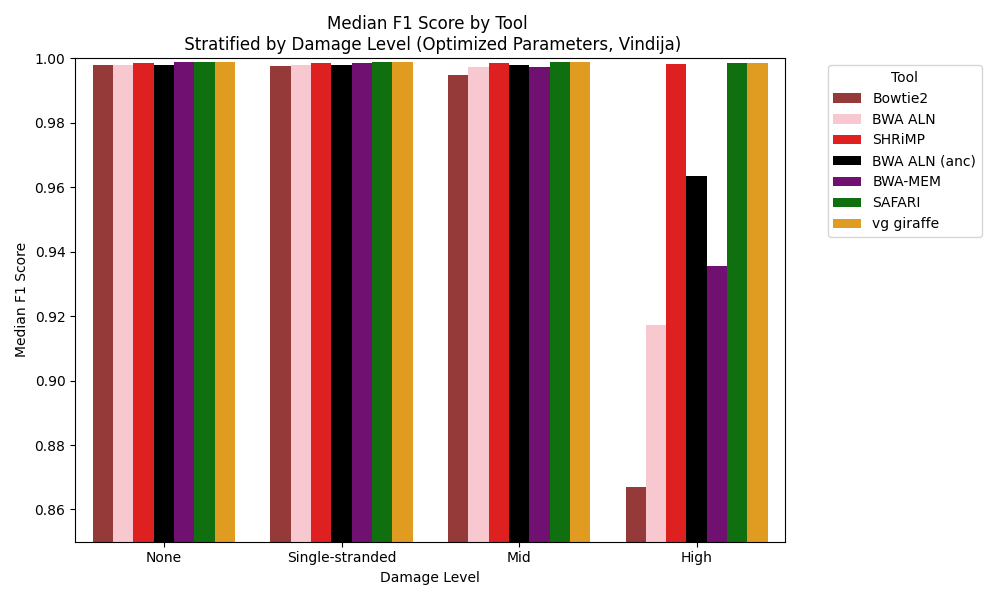 Median F1 Score by Tool
Stratified by Damage Level (Optimized Parameters, Vindija)
Median F1 Score
1.00
0.98
0.96
0.94
0.92
0.90
0.88
0.86
None
Single-stranded
Mid
High
Damage Level
Tool
Bowtie2
BWA ALN
SHRiMP
BWA ALN (anc)
BWA-MEM
SAFARI
vg giraffe